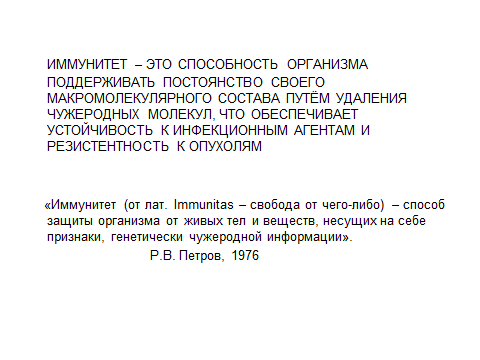 ИММУНИТЕТ – ЭТО СПОСОБНОСТЬ ОРГАНИЗМА
ПОДДЕРЖИВАТЬ ПОСТОЯНСТВО СВОЕГО
МАКРОМОЛЕКУЛЯРНОГО СОСТАВА ПУТЁМ УДАЛЕНИЯ
ЧУЖЕРОДНЫХ МОЛЕКУЛ, ЧТО ОБЕСПЕЧИВАЕТ
УСТОЙЧИВОСТЬ К ИНФЕКЦИОННЫМ АГЕНТАМ И
РЕЗИСТЕНТНОСТЬ К ОПУХОЛЯМ
«Иммунитет (от лат. Immunitas – свобода от чего-либо) – способ
защиты организма от живых тел и веществ, несущих на себе
признаки, генетически чужеродной информации».
Р.В. Петров, 1976